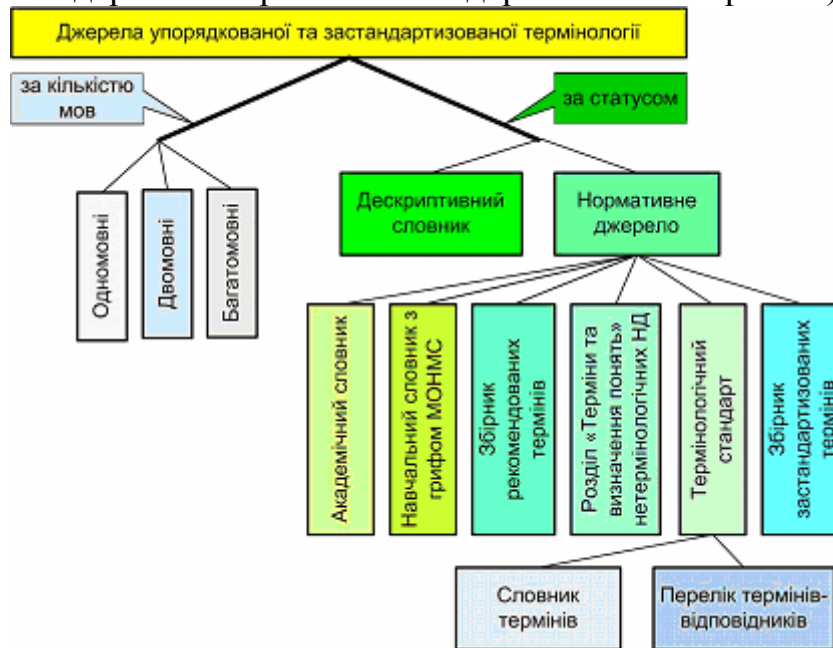 Джерела упорядкованої та застандартизованої термінології
за кількістю
мов
за статусом
Одномовні
Двомовні
Багатомовні
Дескриптивний
словник
Нормативне
джерело
Академічний словник
Навчальний словник з
грифом МОНМС
Збірник
рекомендованих
термінів
Розділ «Терміни та
визначення понять»
нетермінологічних НД
Термінологічний
стандарт
Збірник
застандартизованих
термінів
Словник
термінів
Перелік термінів-
відповідників